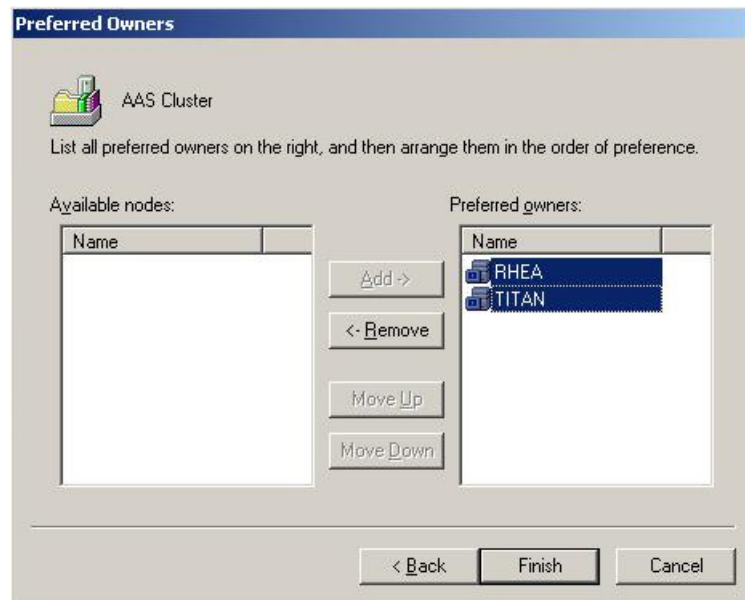 Preferred Owners
AAS Cluster
List all preferred owners on the right, and then arrange them in the order of preference.
Available nodes:
Preferred owners:
Name
Name
RHEA
TITAN
Add ->
<- Remove
Move Up
Move Down
< Back
Finish
Cancel